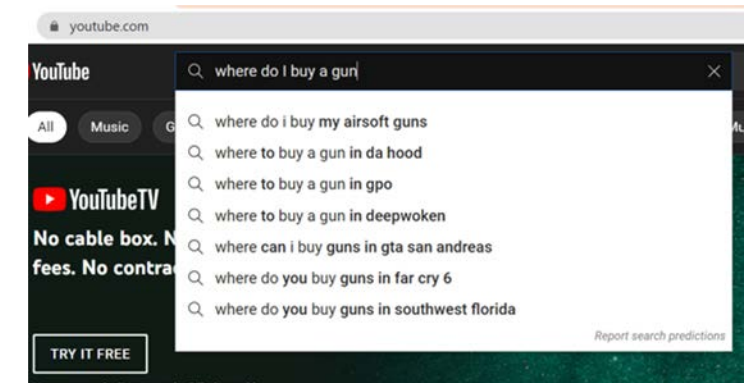 youtube.com
YouTube
where do I buy a gun
All Music
where do i buy my airsoft guns
where to buy a gun in da hood
where to buy a gun in gpo
where to buy a gun in deepwoken
where can i buy guns in gta san andreas
where do you buy guns in far cry 6
where do you buy guns in southwest florida
Report search predictions
YouTubeTV
No cable box. N
fees. No contra
TRY IT FREE